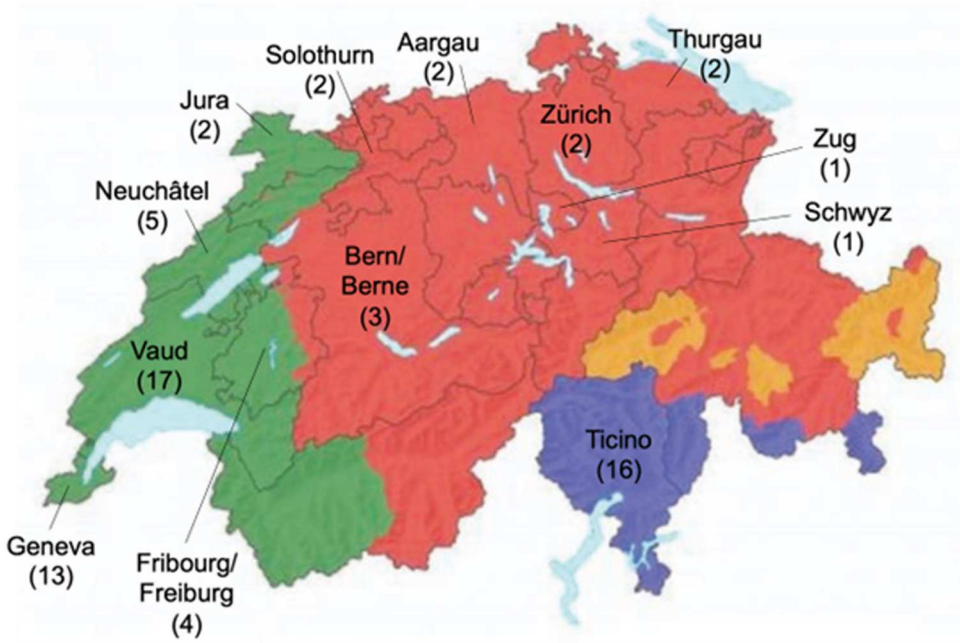 Solothurn
(2)
Aargau
(2)
Thurgau
(2)
Jura
(2)
Zürich
(2)
Zug
(1)
Neuchâtel
(5)
Schwyz
(1)
Bern/
Berne
(3)
Vaud
(17)
Ticino
(16)
Geneva
(13)
Fribourg/
Freiburg
(4)